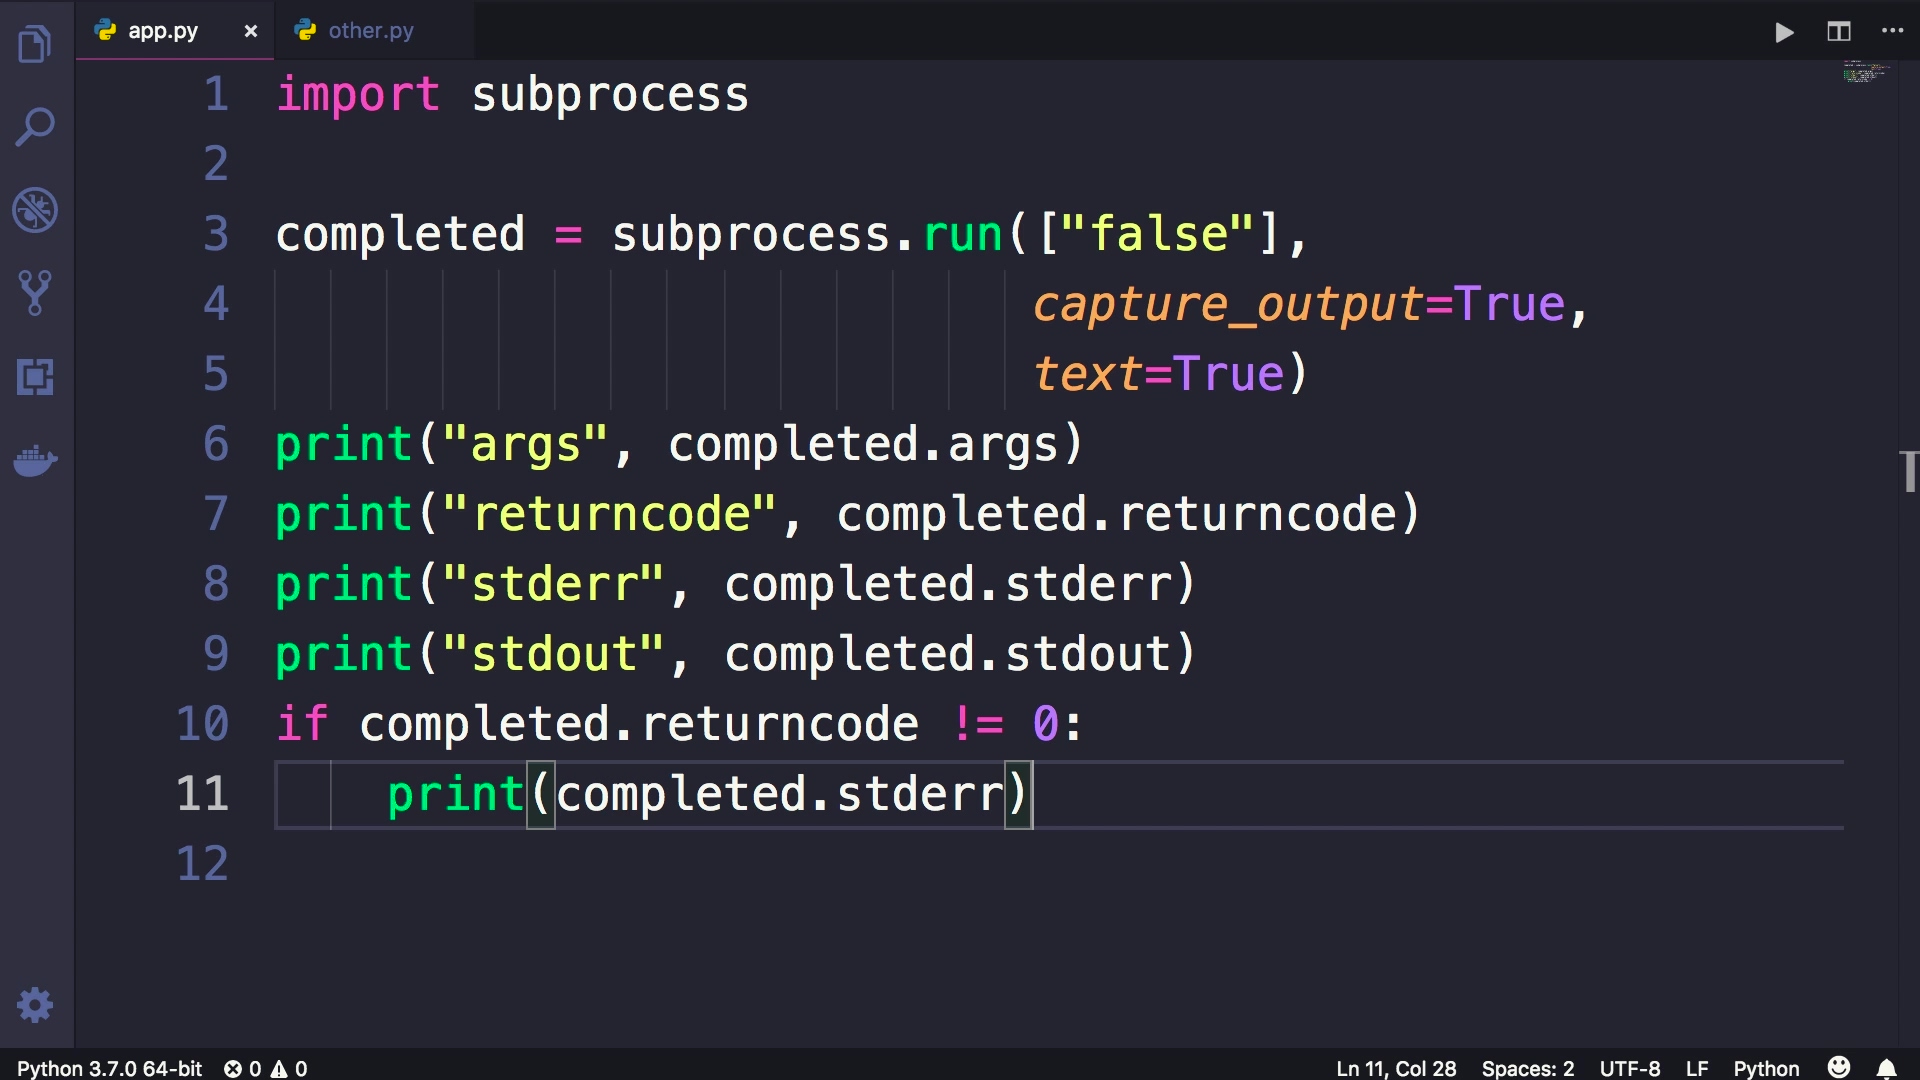 app.py × other.py
1 import subprocess
2
3 completed = subprocess.run(["false"],
4 capture_output=True,
5 text=True)
6 print("args", completed.args)
7 print("returncode", completed.returncode)
8 print("stderr", completed.stderr)
9 print("stdout", completed.stdout)
10 if completed.returncode != 0:
11 print(completed.stderr)
12
Python 3.7.0 64-bit 0 0 Ln 11, Col 28 Spaces: 2 UTF-8 LF Python